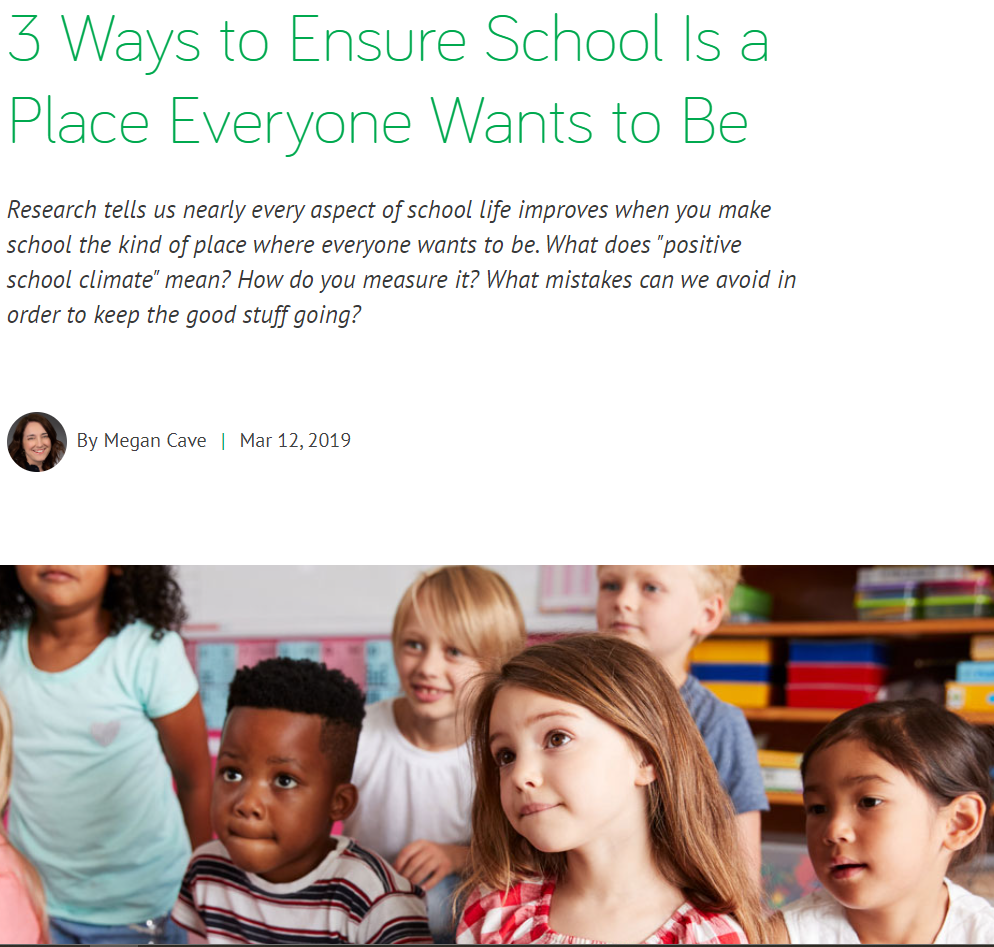 3 Ways to Ensure School Is a
Place Everyone Wants to Be
Research tells us nearly every aspect of school life improves when you make
school the kind of place where everyone wants to be. What does "positive
school climate" mean? How do you measure it? What mistakes can we avoid in
order to keep the good stuff going?
By Megan Cave | Mar 12, 2019